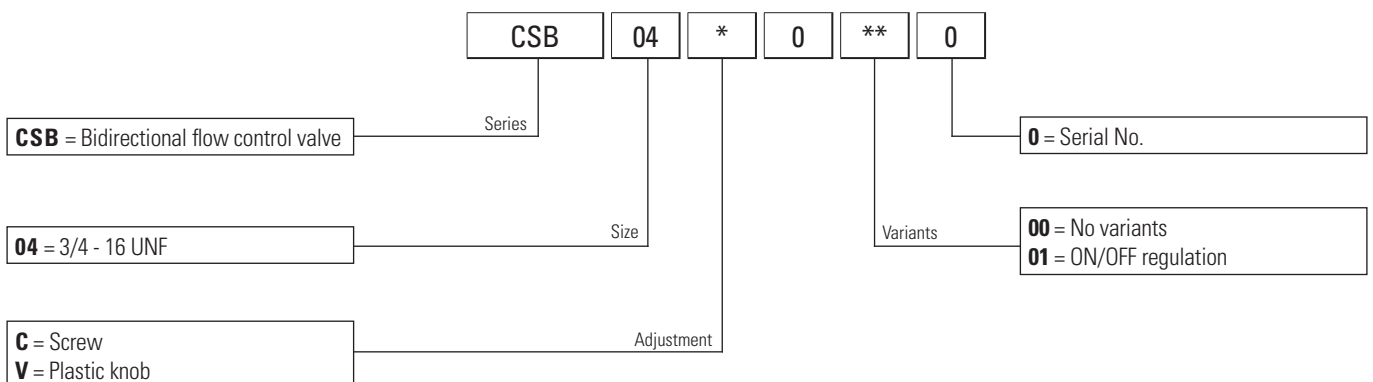 CSB 04 * 0 ** 0
Series
CSB = Bidirectional flow control valve
0 = Serial No.
Size
04 = 3/4 - 16 UNF
Variants
00 = No variants
01 = ON/OFF regulation
Adjustment
C = Screw
V = Plastic knob